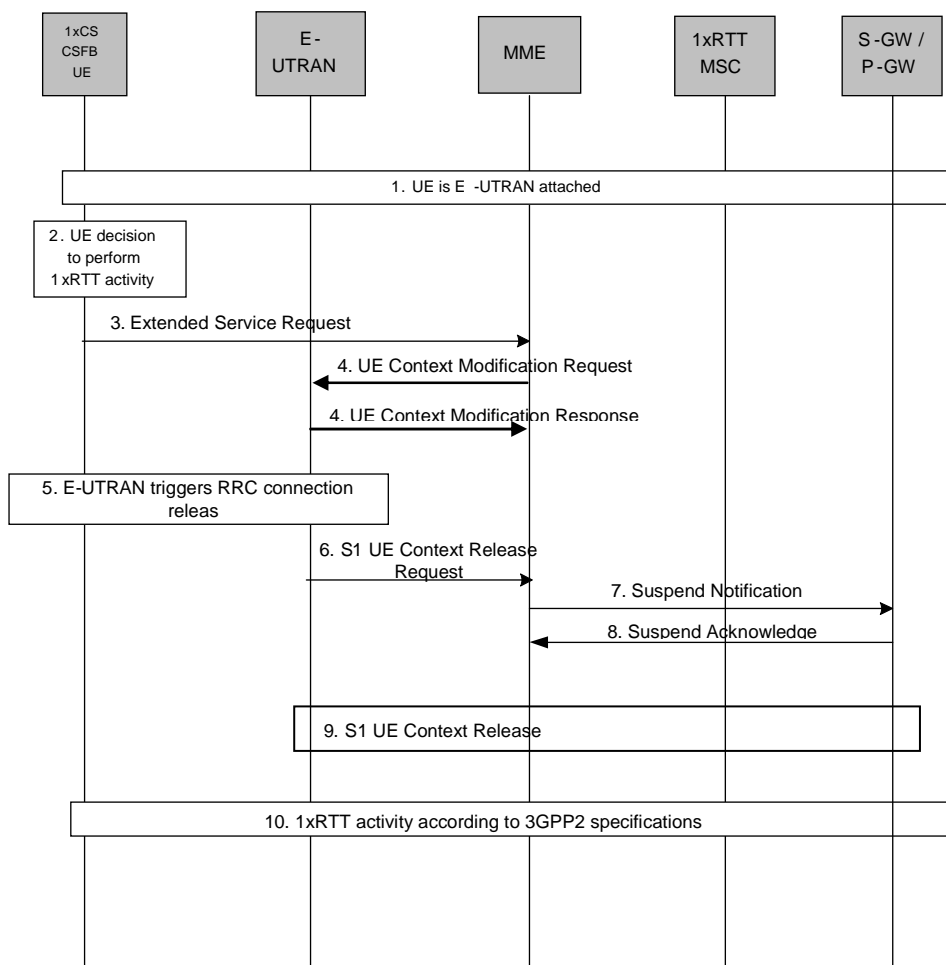 1xCS
CSFB
UE
E-
UTRAN
MME
1xRTT
MSC
S-GW /
P-GW
1. UE is E -UTRAN attached
2. UE decision
to perform
1xRTT activity
3. Extended Service Request
4. UE Context Modification Request
4. UE Context Modification Response
5. E-UTRAN triggers RRC connection
releas
6. S1 UE Context Release
Request
7. Suspend Notification
8. Suspend Acknowledge
9. S1 UE Context Release
10. 1xRTT activity according to 3GPP2 specifications